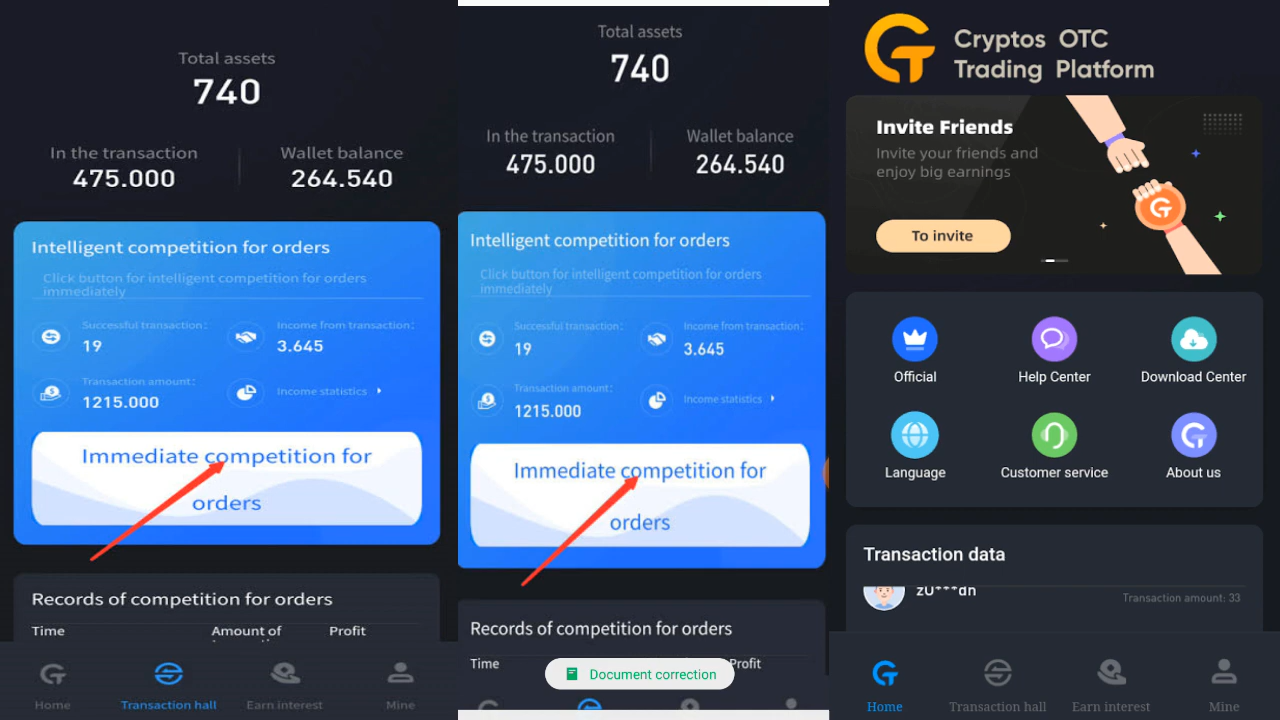 Total assets
740
In the transaction
Wallet balance
475.000
264.540
Intelligent competition for orders
Click button for intelligent competition for orders
immediately
Successful transaction:
Income from transaction:
19
3.645
Transaction amount:
Income statistics
1215.000
Immediate competition for
orders
Records of competition for orders
Time
Amount of
Profit
Home
Transaction hall
Earn interest
Mine
Total assets
740
In the transaction
Wallet balance
475.000
264.540
Intelligent competition for orders
Click button for intelligent competition for orders
immediately
Successful transaction:
Income from transaction:
19
3.645
Transaction amount:
Income statistics
1215.000
Immediate competition for
orders
Records of competition for orders
Time
Profit
Document correction
Cryptos OTC
Trading Platform
Invite Friends
Invite your friends and
enjoy big earnings
To invite
Official
Help Center
Download Center
Language
Customer service
About us
Transaction data
zU***dn
Transaction amount: 33
Home
Transaction hall
Earn interest
Mine